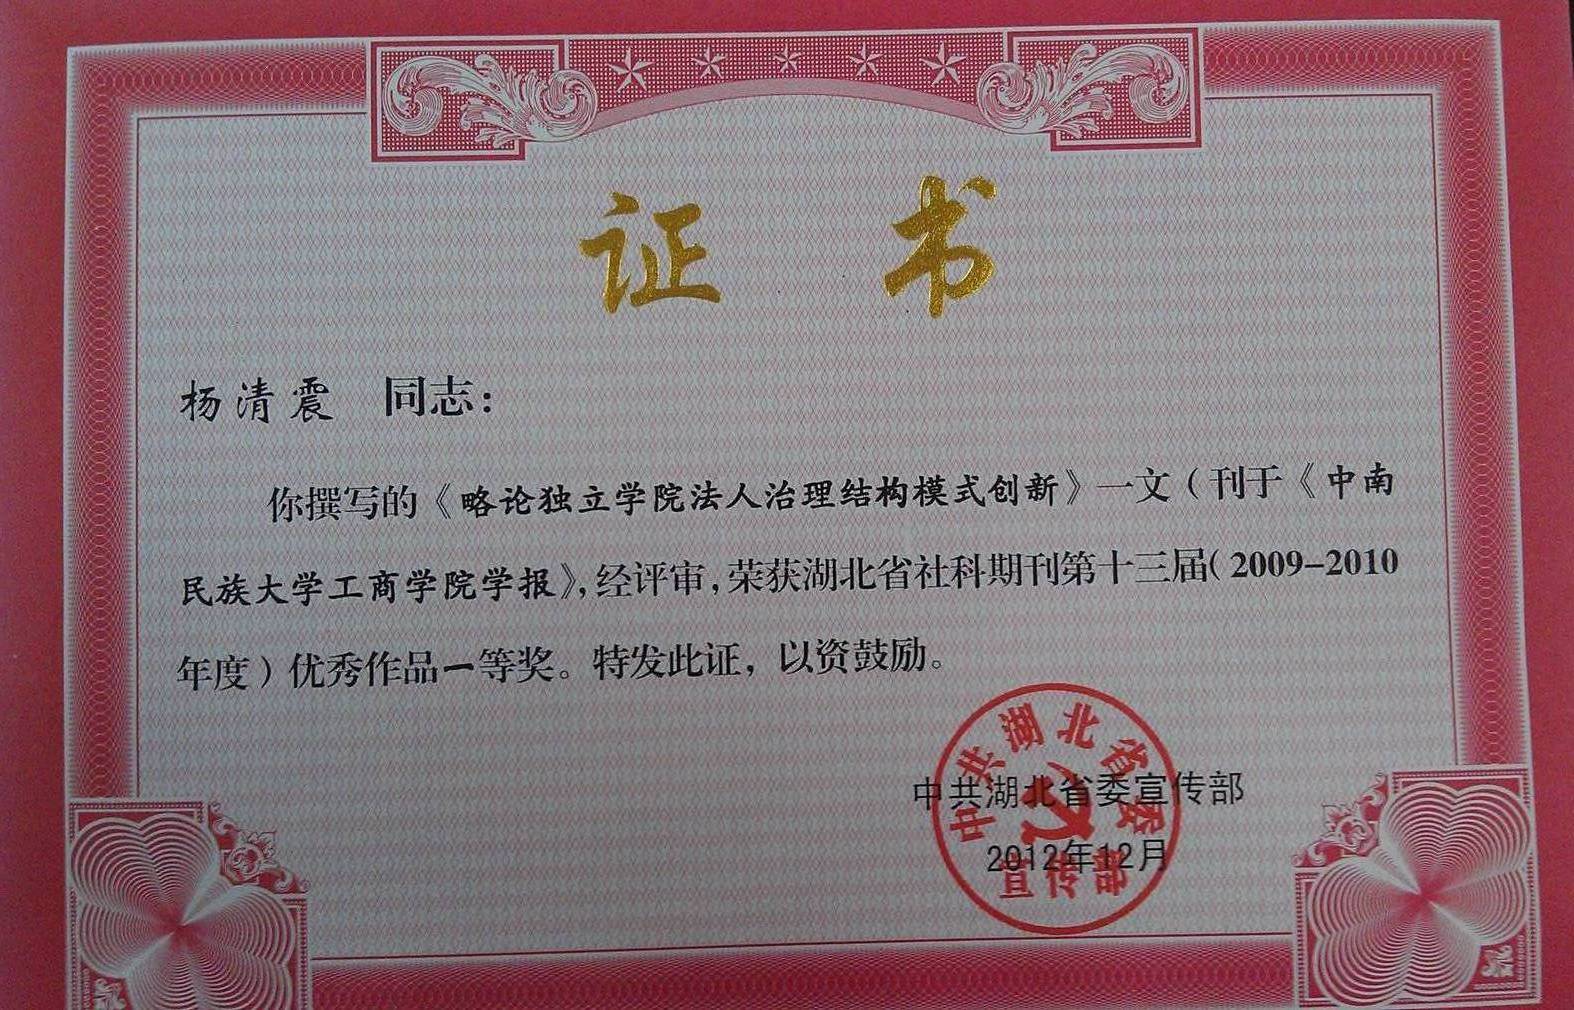 证书
杨清震 同志：
你撰写的《略论独立学院法人治理结构模式创新》一文（刊于《中南
民族大学工商学院学报》，经评审，荣获湖北省社科期刊第十三届（2009-2010
年度）优秀作品一等奖。特发此证，以资鼓励。
中共湖北省委宣传部
2012年12月
中共湖北省委
宣传部